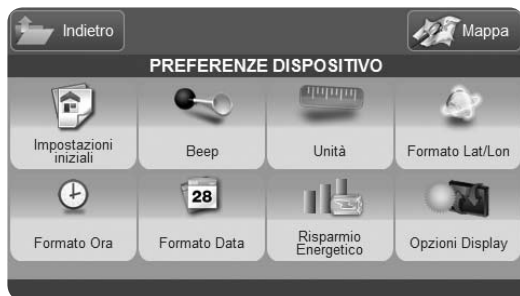 Indietro
Mappa
PREFERENZE DISPOSITIVO
Impostazioni
iniziali
Beep
Unità
Formato Lat/Lon
28
Formato Ora
Formato Data
Risparmio
Energetico
Opzioni Display